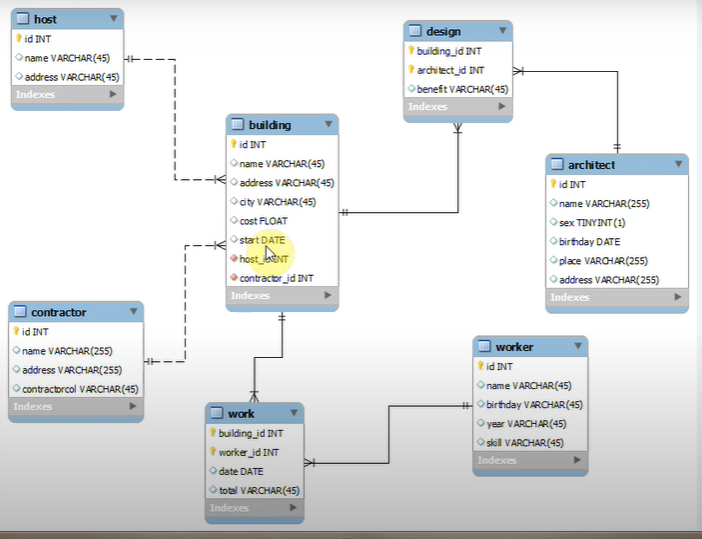 host
id INT
name VARCHAR(45)
address VARCHAR(45)
Indexes
design
building_id INT
architect_id INT
benefit VARCHAR(45)
Indexes
building
id INT
name VARCHAR(45)
address VARCHAR(45)
city VARCHAR(45)
cost FLOAT
start DATE
host_id INT
contractor_id INT
Indexes
architect
id INT
name VARCHAR(255)
sex TINYINT(1)
birthday DATE
place VARCHAR(255)
address VARCHAR(255)
Indexes
contractor
id INT
name VARCHAR(255)
address VARCHAR(255)
contractorcol VARCHAR(45)
Indexes
worker
id INT
name VARCHAR(45)
birthday VARCHAR(45)
year VARCHAR(45)
skill VARCHAR(45)
Indexes
work
building_id INT
worker_id INT
date DATE
total VARCHAR(45)
Indexes